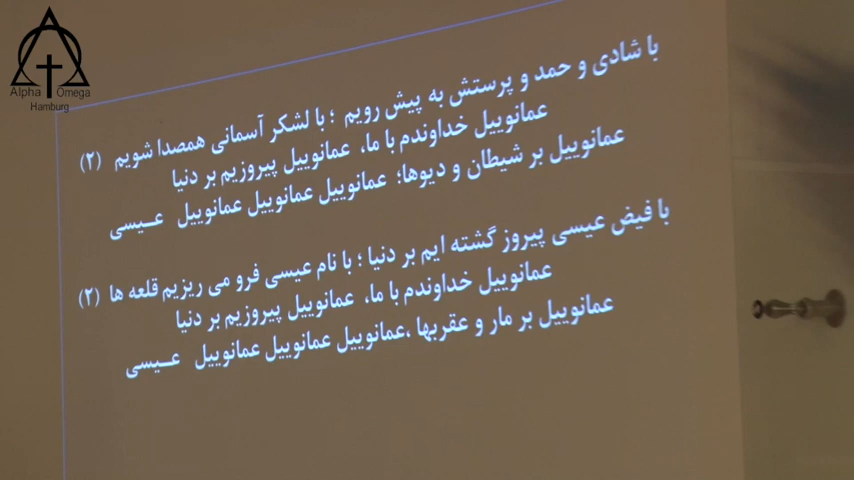 Alpha Omega
Hamburg
با شادی و حمد و پرستش به پیش رویم ؛ با لشکر آسمانی همصدا شویم (۲)
عمانوییل خداوندم با ما، عمانوییل پیروزیم بر دنیا
عمانوییل بر شیطان و دیوها؛ عمانوییل عمانوییل عمانوییل عـیسی
با فیض عیسی پیروز گشته ایم بر دنیا ؛ با نام عیسی فرو می ریزیم قلعه ها (۲)
عمانوییل خداوندم با ما، عمانوییل پیروزیم بر دنیا
عمانوییل بر مار و عقربها ،عمانوییل عمانوییل عمانوییل عـیسی